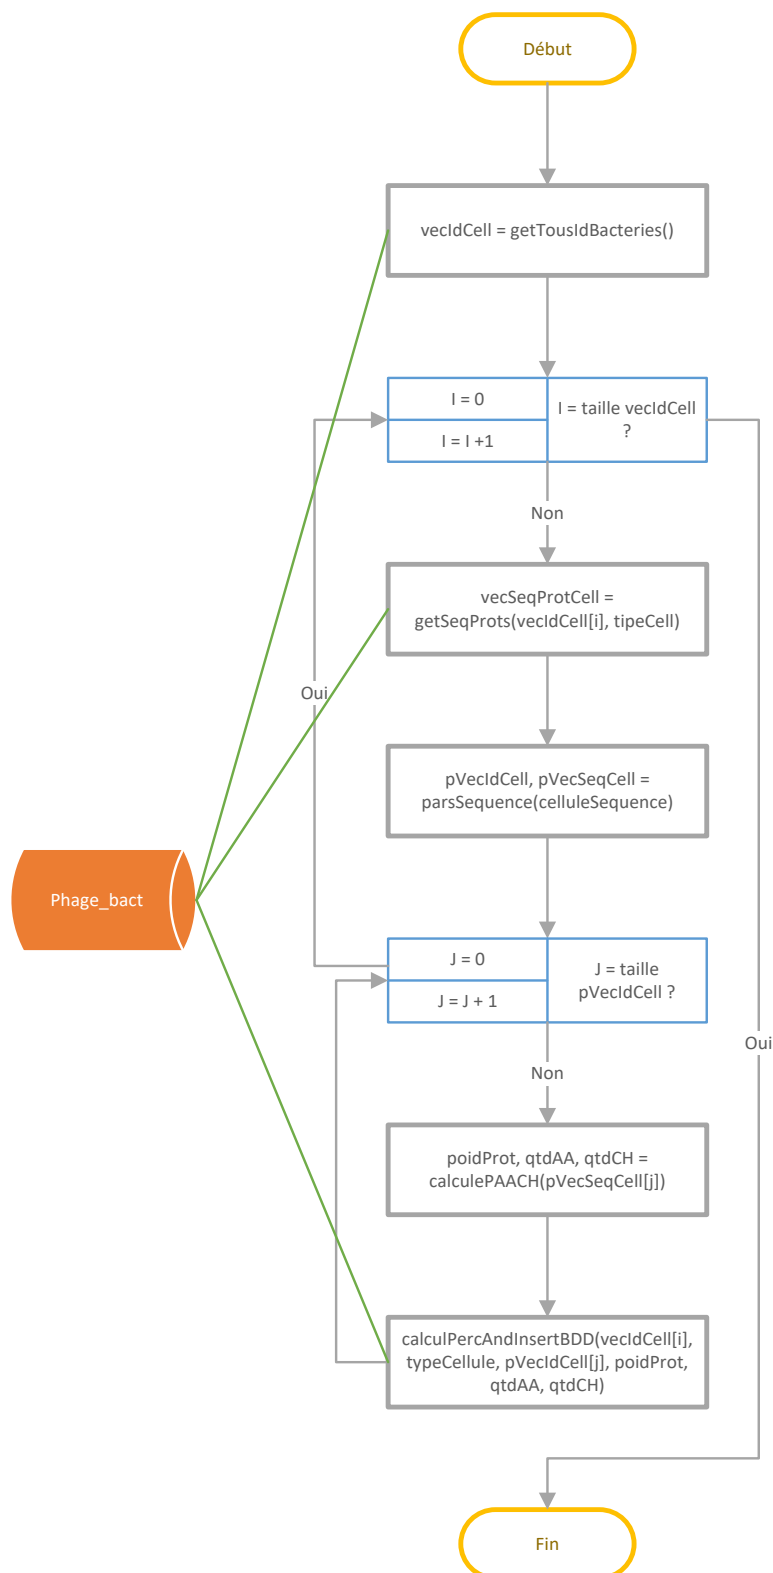 Début
vecIdCell = getTousIdBacteries()
I = 0
I = I +1
I = taille vecIdCell
?
Non
vecSeqProtCell =
getSeqProts(vecIdCell[i], tipeCell)
Oui
pVecIdCell, pVecSeqCell =
parsSequence(celluleSequence)
Phage_bact
J = 0
J = J + 1
J = taille
pVecIdCell ?
Oui
Non
poidProt, qtdAA, qtdCH =
calculePAACH(pVecSeqCell[j])
calculPercAndInsertBDD(vecIdCell[i],
typeCellule, pVecIdCell[j], poidProt,
qtdAA, qtdCH)
Fin